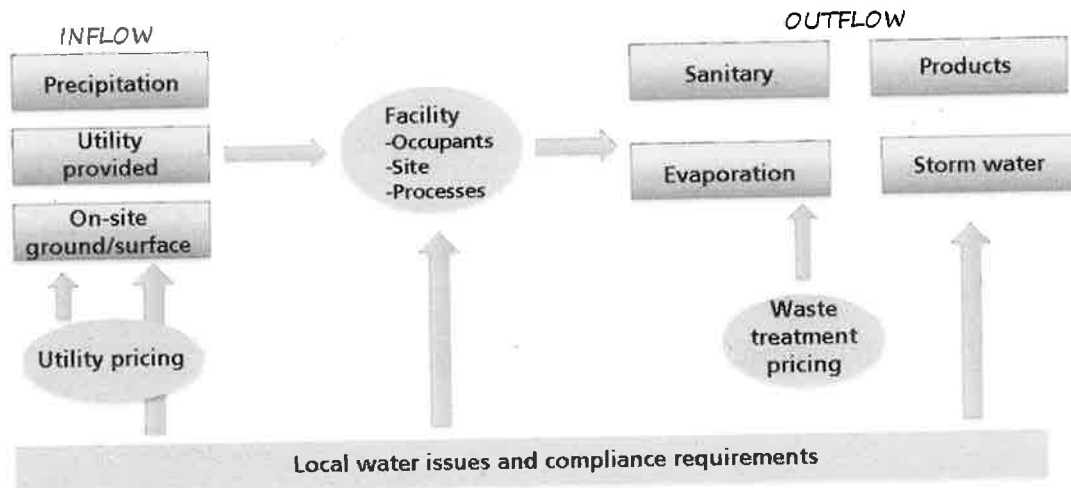 INFLOW
Precipitation
Utility
provided
On-site
ground/surface
Utility pricing
Facility
-Occupants
-Site
-Processes
OUTFLOW
Sanitary
Products
Evaporation
Storm water
Waste
treatment
pricing
Local water issues and compliance requirements